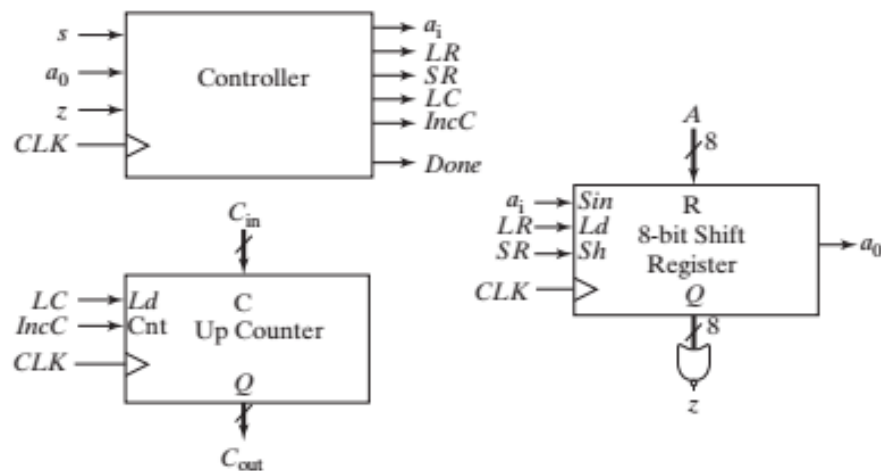 s
a0
z
CLK
Controller
ai
LR
SR
LC
IncC
Done
Cin
LC
IncC
CLK
Ld
Cnt
C
Up Counter
Q
Cout
A
8
ai
LR
SR
CLK
Sin
Ld
Sh
R
8-bit Shift
Register
Q
a0
8
z